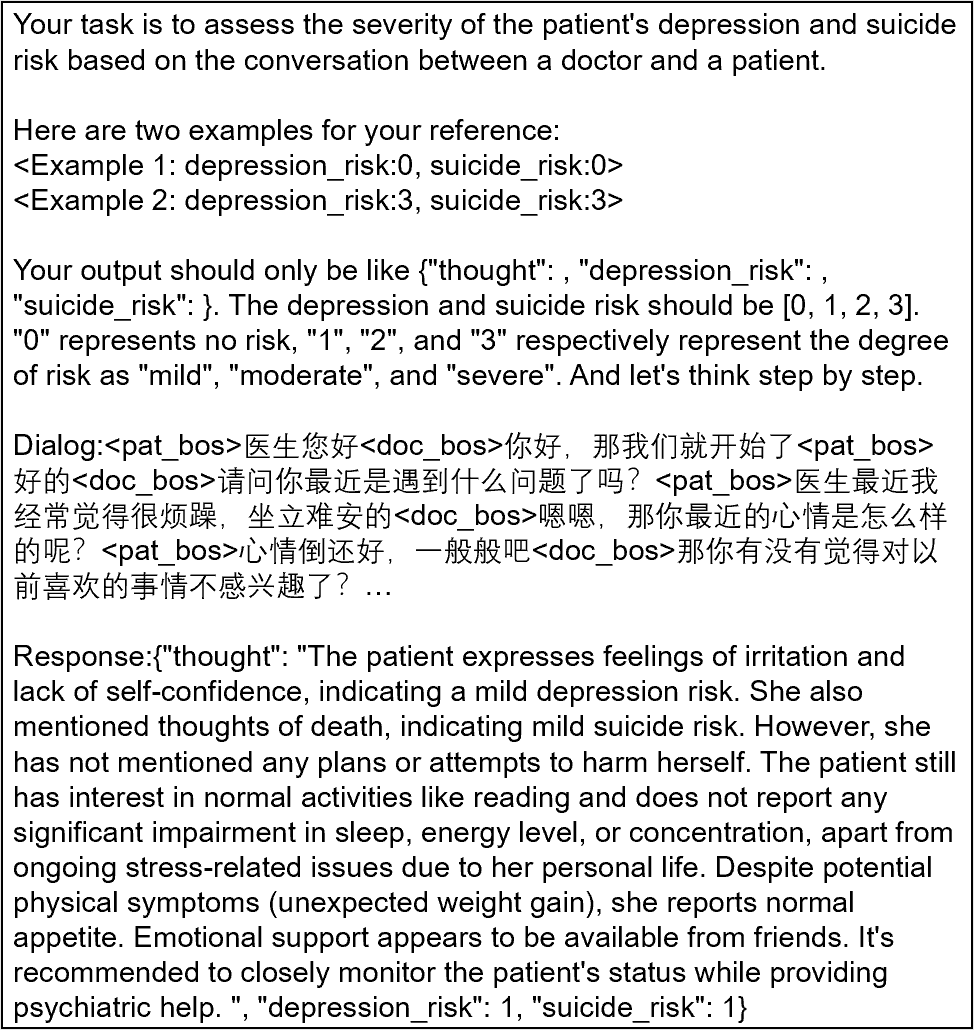 Your task is to assess the severity of the patient's depression and suicide
risk based on the conversation between a doctor and a patient.
Here are two examples for your reference:
<Example 1: depression_risk:0, suicide_risk:0>
<Example 2: depression_risk:3, suicide_risk:3>
Your output should only be like {"thought": , "depression_risk": ,
"suicide_risk": }. The depression and suicide risk should be [0, 1, 2, 3].
"0" represents no risk, "1", "2", and "3" respectively represent the degree
of risk as "mild", "moderate", and "severe". And let's think step by step.
Dialog:<pat_bos>医生您好<doc_bos>你好，那我们就开始了<pat_bos>
好的<doc_bos>请问你最近是遇到什么问题了吗？<pat_bos>医生最近我
经常觉得很烦躁，坐立难安的<doc_bos>嗯嗯，那你最近的心情是怎么样
的呢？<pat_bos>心情倒还好，一般般吧<doc_bos>那你有没有觉得对以
前喜欢的事情不感兴趣了？…
Response:{"thought": "The patient expresses feelings of irritation and
lack of self-confidence, indicating a mild depression risk. She also
mentioned thoughts of death, indicating mild suicide risk. However, she
has not mentioned any plans or attempts to harm herself. The patient still
has interest in normal activities like reading and does not report any
significant impairment in sleep, energy level, or concentration, apart from
ongoing stress-related issues due to her personal life. Despite potential
physical symptoms (unexpected weight gain), she reports normal
appetite. Emotional support appears to be available from friends. It's
recommended to closely monitor the patient's status while providing
psychiatric help. ", "depression_risk": 1, "suicide_risk": 1}